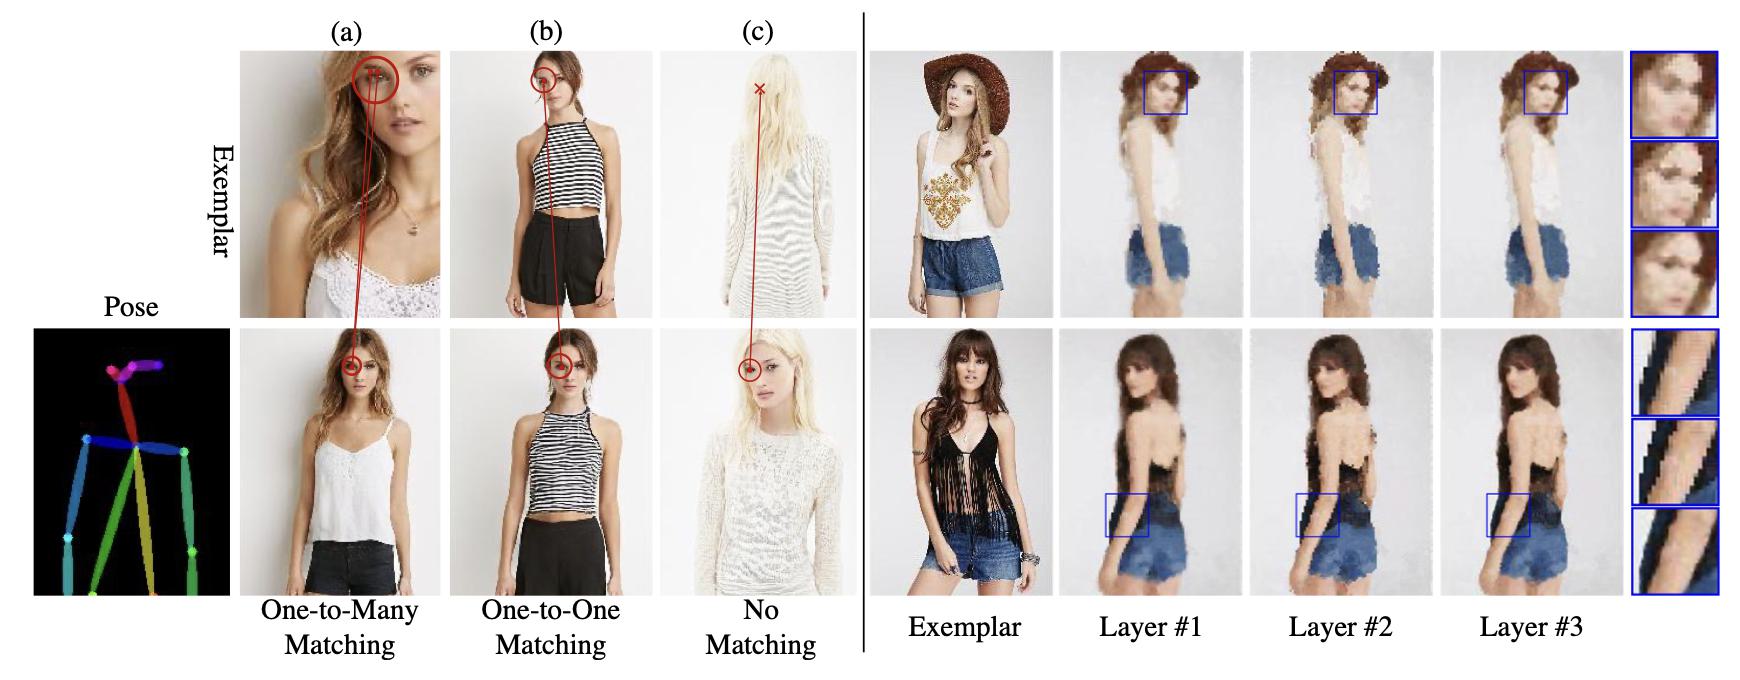 (a)
(b)
(c)
Exemplar
Pose
One-to-Many
Matching
One-to-One
Matching
No
Matching
Exemplar
Layer #1
Layer #2
Layer #3